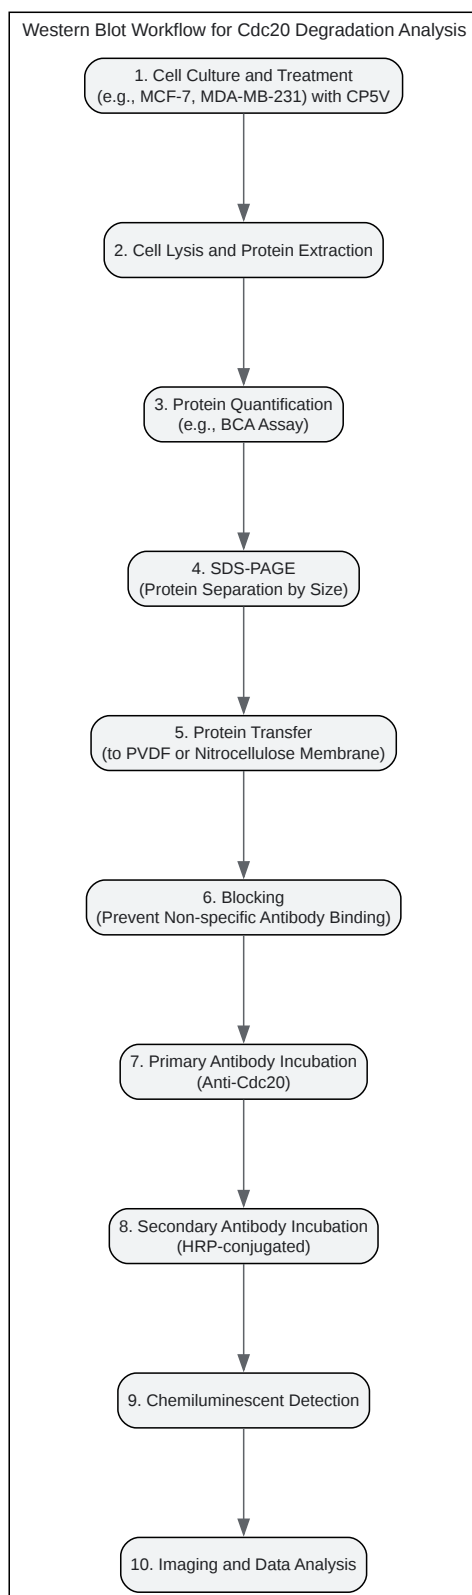 Western Blot Workflow for Cdc20 Degradation Analysis
1. Cell Culture and Treatment
(e.g., MCF-7, MDA-MB-231) with CP5V
2. Cell Lysis and Protein Extraction
3. Protein Quantification
(e.g., BCA Assay)
4. SDS-PAGE
(Protein Separation by Size)
5. Protein Transfer
(to PVDF or Nitrocellulose Membrane)
6. Blocking
(Prevent Non-specific Antibody Binding)
7. Primary Antibody Incubation
(Anti-Cdc20)
8. Secondary Antibody Incubation
(HRP-conjugated)
9. Chemiluminescent Detection
10. Imaging and Data Analysis